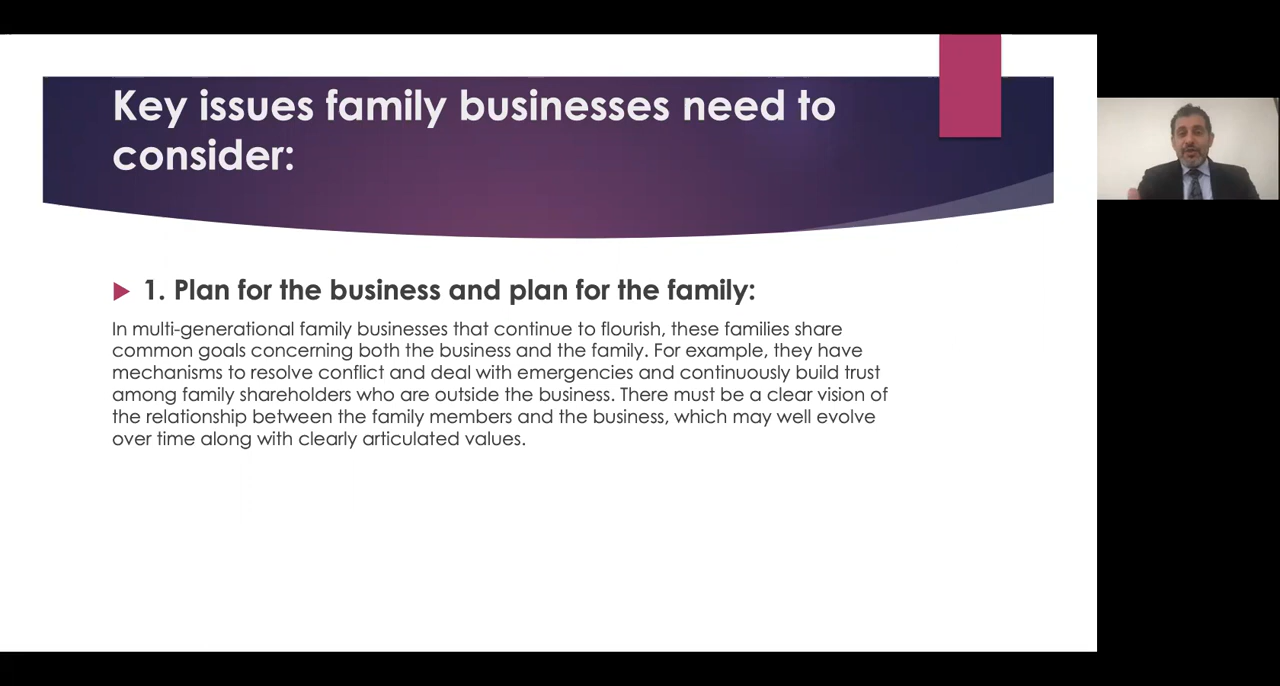 Key issues family businesses need to
consider:
1. Plan for the business and plan for the family:
In multi-generational family businesses that continue to flourish, these families share
common goals concerning both the business and the family. For example, they have
mechanisms to resolve conflict and deal with emergencies and continuously build trust
among family shareholders who are outside the business. There must be a clear vision of
the relationship between the family members and the business, which may well evolve
over time along with clearly articulated values.